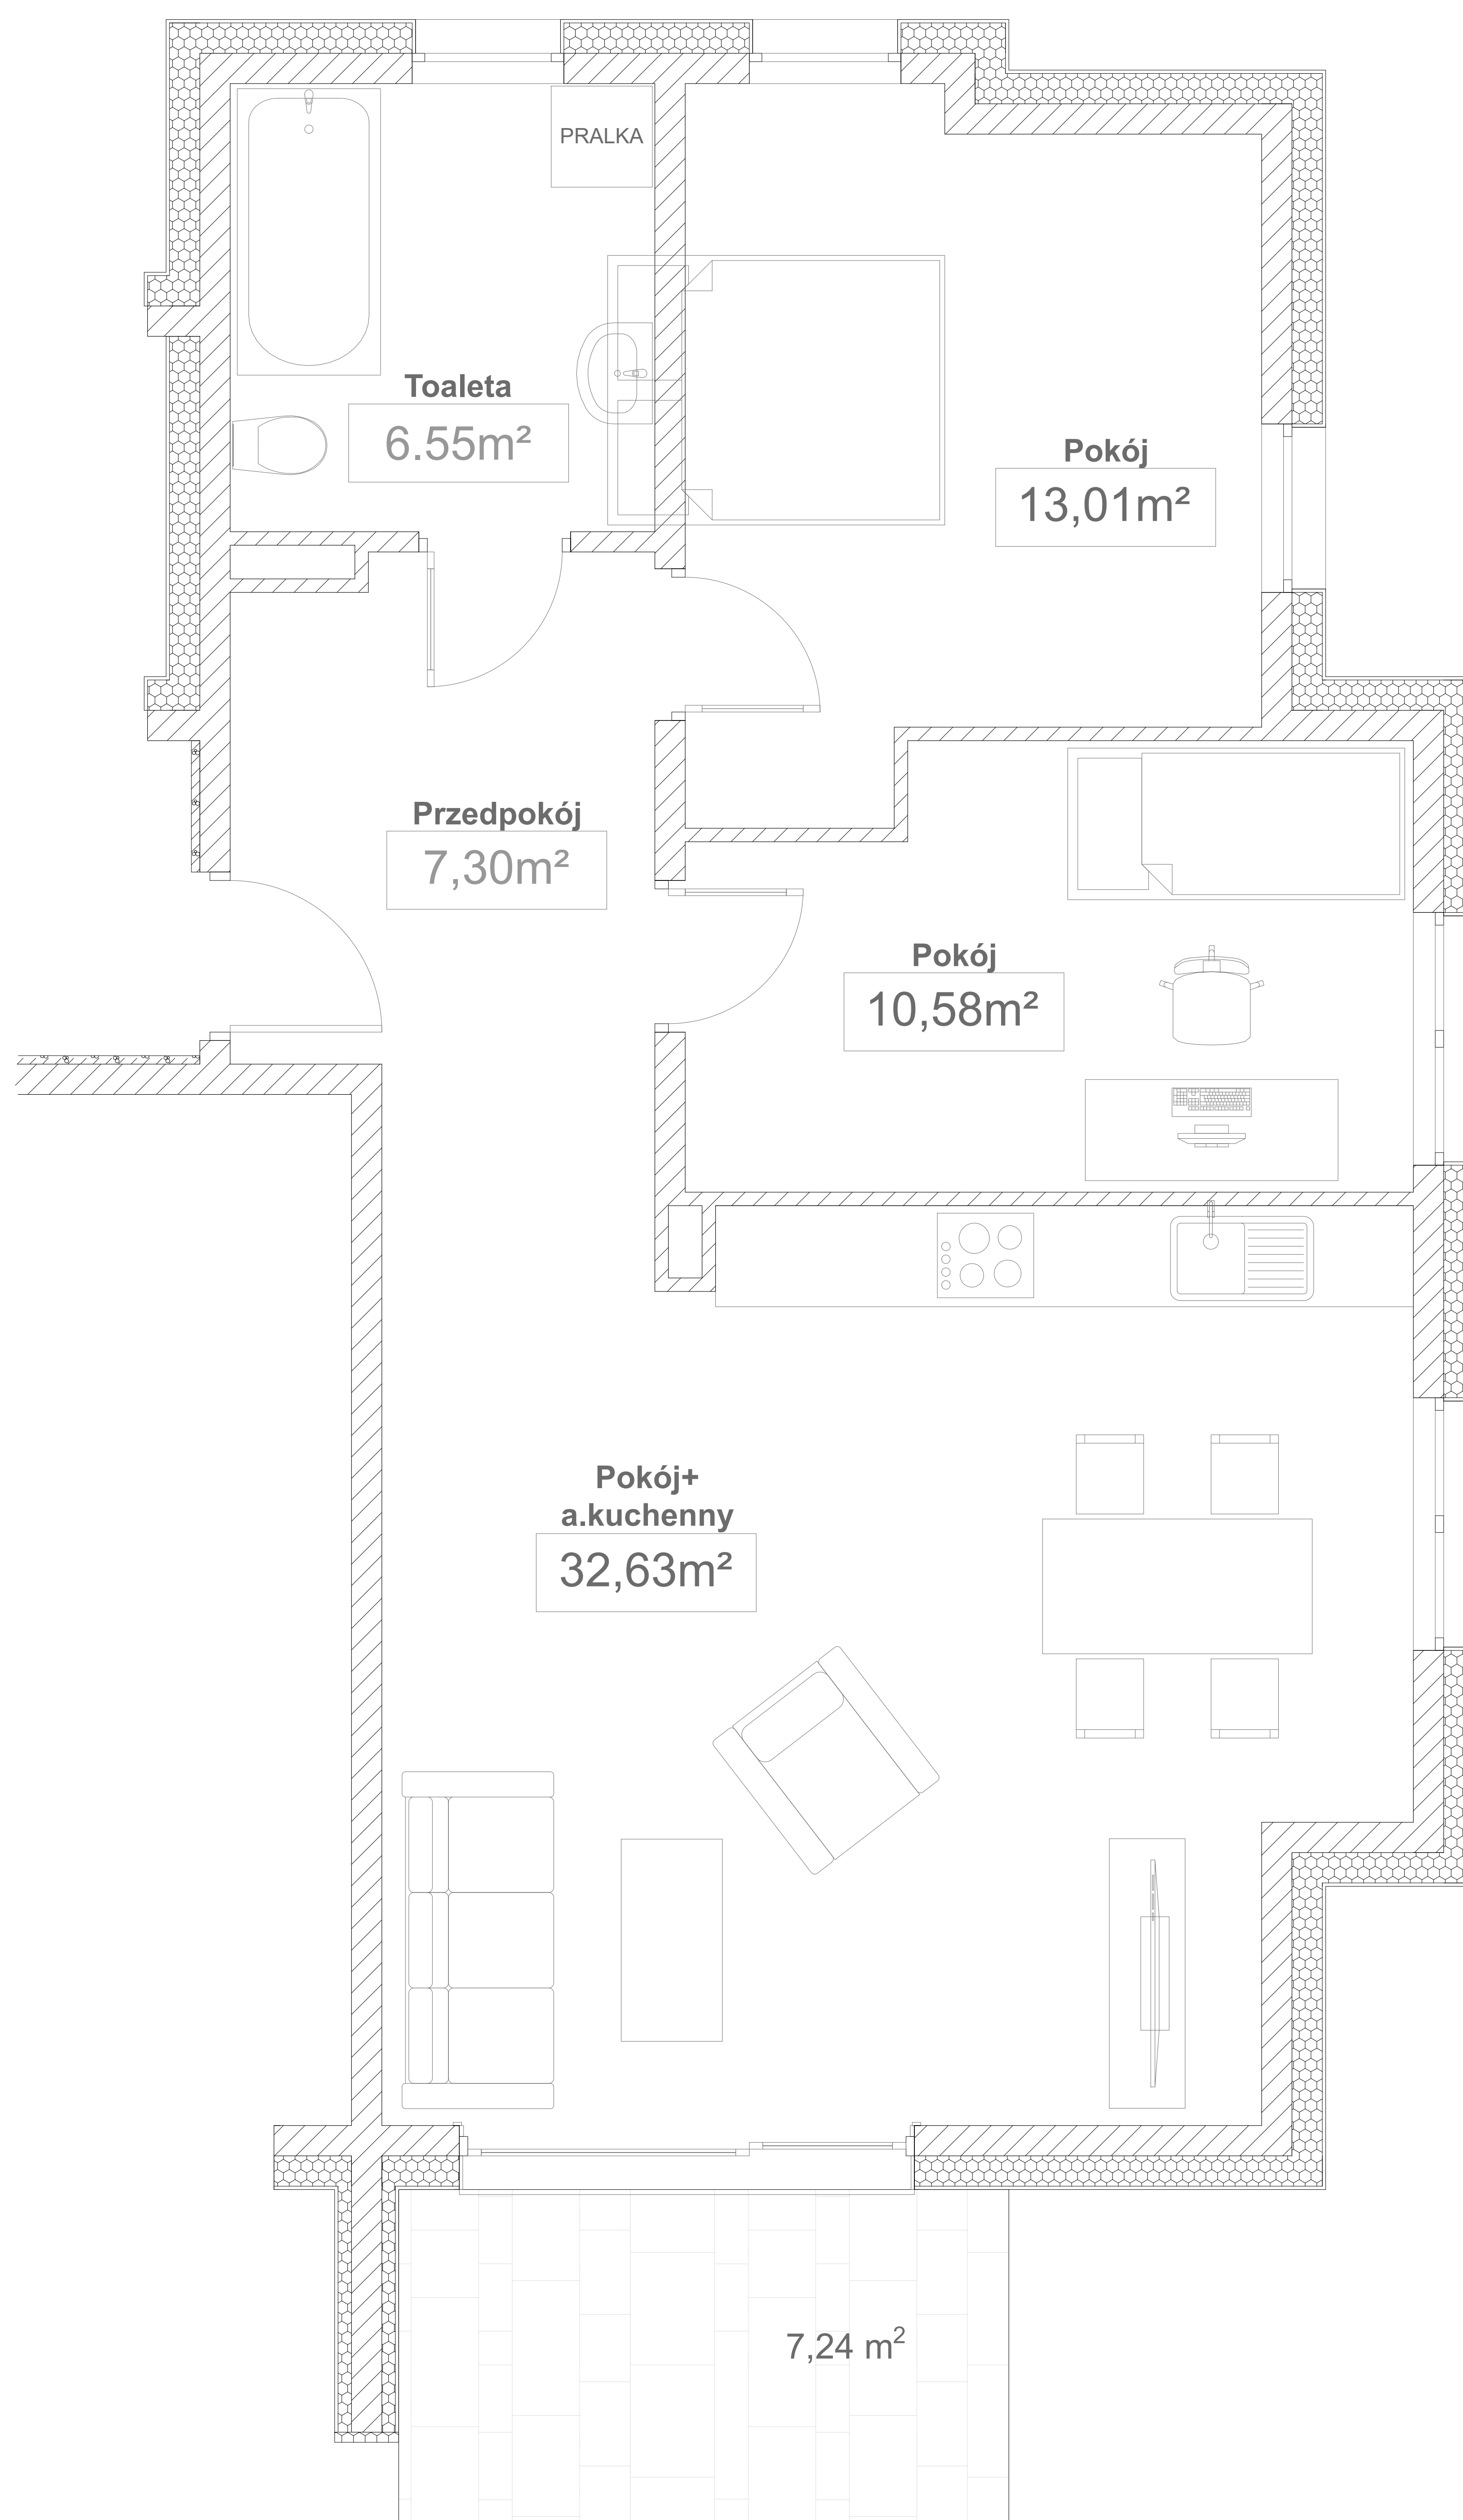 PRALKA
Toaleta
6.55m²
Pokój
13,01m²
Przedpokój
7,30m²
Pokój
10,58m²
Pokój+
a.kuchenny
32,63m²
7,24 m²